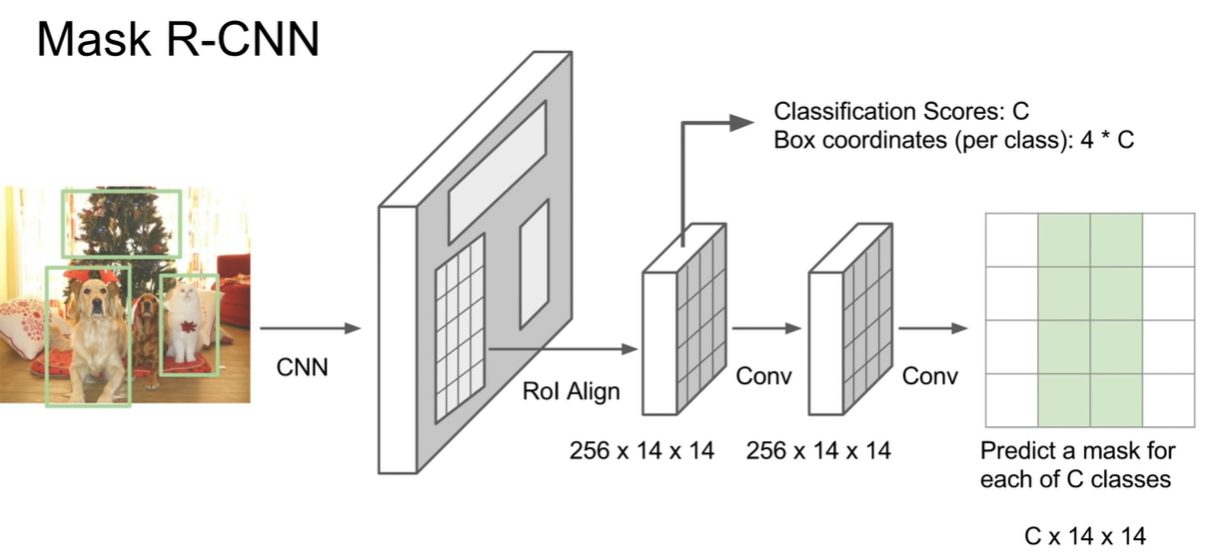 Mask R-CNN
Classification Scores: C
Box coordinates (per class): 4 * C
CNN
RoI Align
Conv
Conv
256 x 14 x 14
256 x 14 x 14
Predict a mask for
each of C classes
C x 14 x 14